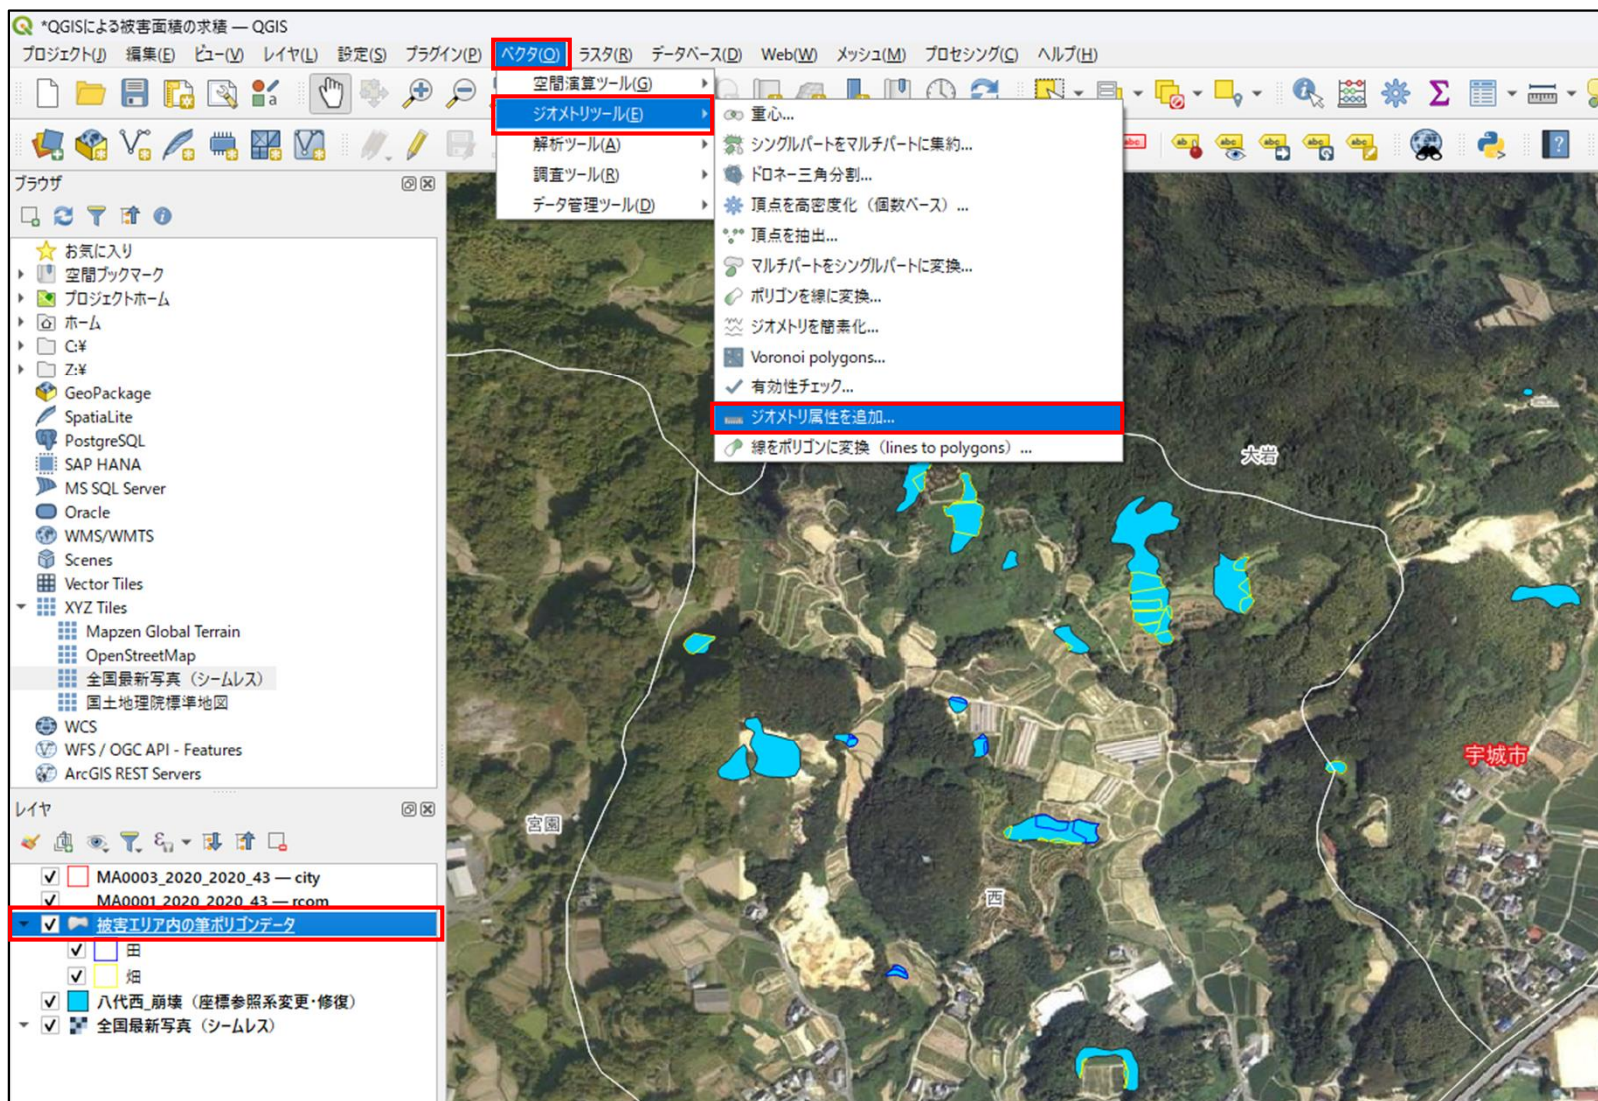 *QGISによる被害面積の求積 — QGIS
プロジェクト(J) 編集(E) ビュー(V) レイヤ(L) 設定(S) プラグイン(P) ベクタ(O) ラスタ(R) データベース(D) Web(W) メッシュ(M) プロセシング(C) ヘルプ(H)
空間演算ツール(G)
ジオメトリツール(E)
解析ツール(A)
調査ツール(R)
データ管理ツール(D)
重心...
シングルパートをマルチパートに集約...
ドロネー三角分割...
頂点を高密度化（個数ベース）...
頂点を抽出...
マルチパートをシングルパートに変換...
ポリゴンを線に変換...
ジオメトリを簡素化...
Voronoi polygons...
有効性チェック...
ジオメトリ属性を追加...
線をポリゴンに変換（lines to polygons）...
ブラウザ
お気に入り
空間ブックマーク
プロジェクトホーム
ホーム
C:¥
Z:¥
GeoPackage
SpatiaLite
PostgreSQL
SAP HANA
MS SQL Server
Oracle
WMS/WMTS
Scenes
Vector Tiles
XYZ Tiles
Mapzen Global Terrain
OpenStreetMap
全国最新写真（シームレス）
国土地理院標準地図
WCS
WFS / OGC API - Features
ArcGIS REST Servers
レイヤ
MA0003_2020_2020_43 — city
MA0001_2020_2020_43 — rcom
被害エリア内の筆ポリゴンデータ
田
畑
八代西_崩壊（座標参照系変更・修復）
全国最新写真（シームレス）
大岩
宇城市
宮園
西